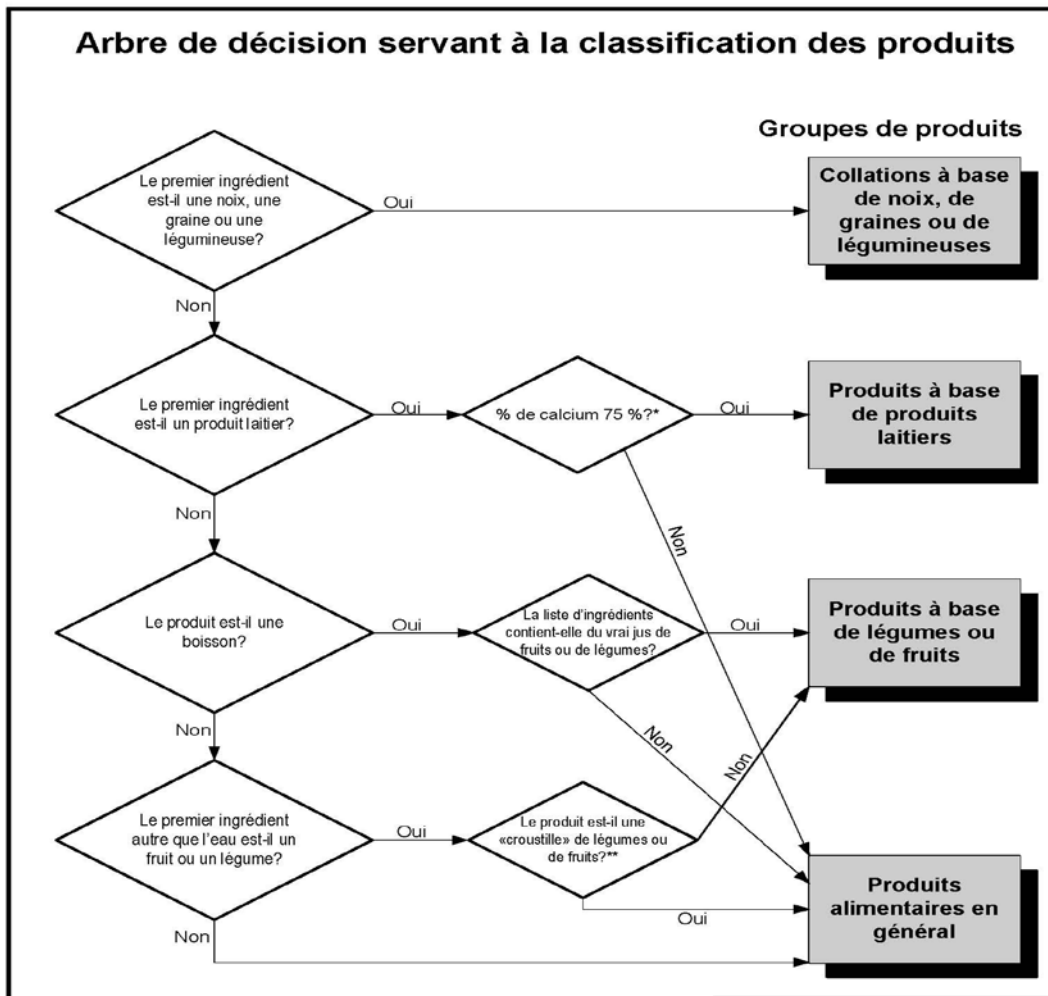 Arbre de décision servant à la classification des produits
Groupes de produits
Le premier ingrédient
est-il une noix, une
graine ou une
légumineuse?
Oui
Collations à base
de noix, de
graines ou de
légumineuses
Non
Le premier ingrédient
est-il un produit laitier?
Oui
% de calcium 75 %?*
Oui
Produits à base
de produits
laitiers
Non
Non
Le produit est-il une
boisson?
Oui
La liste d'ingrédients
contient-elle du vrai jus de
fruits ou de légumes?
Oui
Produits à base
de légumes ou
de fruits
Non
Non
Non
Le premier ingrédient
autre que l'eau est-il un
fruit ou un légume?
Oui
Le produit est-il une
«croustille» de légumes ou
de fruits?**
Oui
Produits
alimentaires en
général
Non